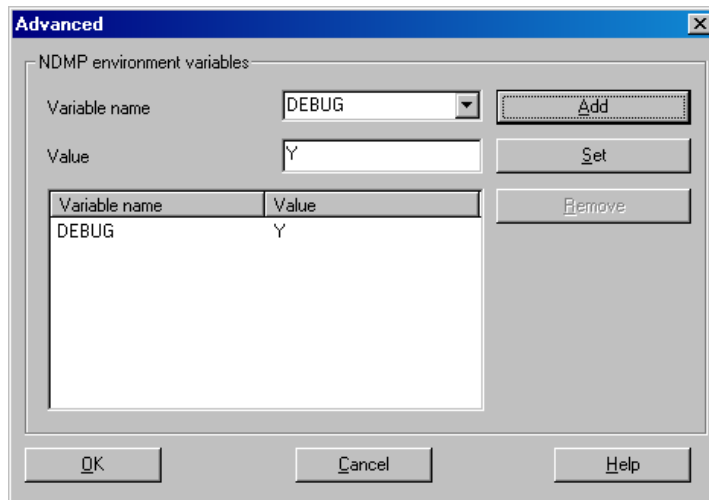 Advanced
NDMP environment variables
Variable name DEBUG Add
Value Y Set
Variable name Value Remove
DEBUG Y
OK Cancel Help